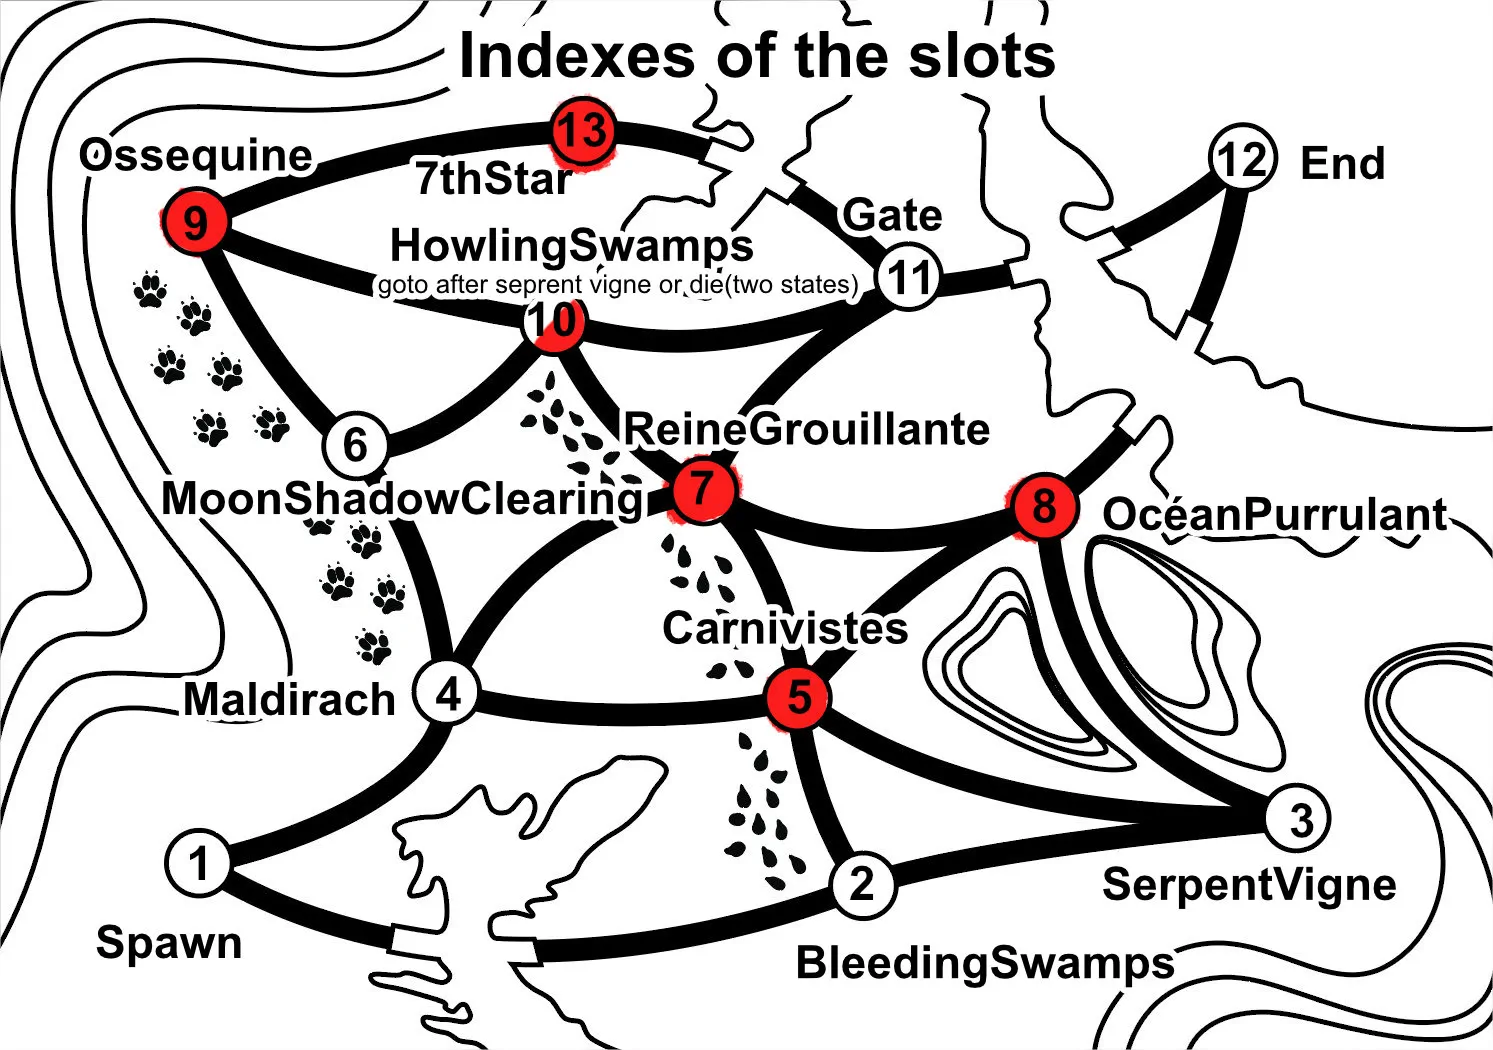 Indexes of the slots
13
Ossequine
12
End
7thStar
9
Gate
HowlingSwamps
11
goto after seprent vigne or die(two states)
10
ReineGrouillante
6
7
MoonShadowClearing
8
OcéanPurrulant
Carnivistes
Maldirach
4
5
3
1
2
SerpentVigne
Spawn
BleedingSwamps